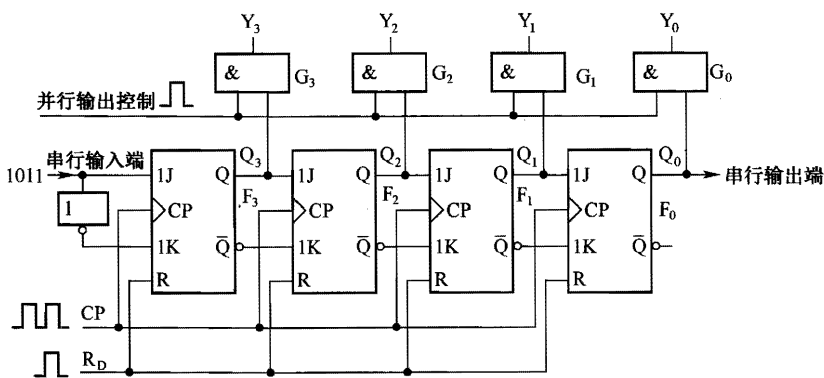 Y3 Y2 Y1 Y0
& G3 & G2 & G1 & G0
并行输出控制
串行输入端 Q3 Q2 Q1 Q0
1011 1J Q 1J Q 1J Q 1J Q 串行输出端
F3 F2 F1 F0
1 CP CP CP CP
1K Q̅ 1K Q̅ 1K Q̅ 1K Q̅
R R R R
CP
RD